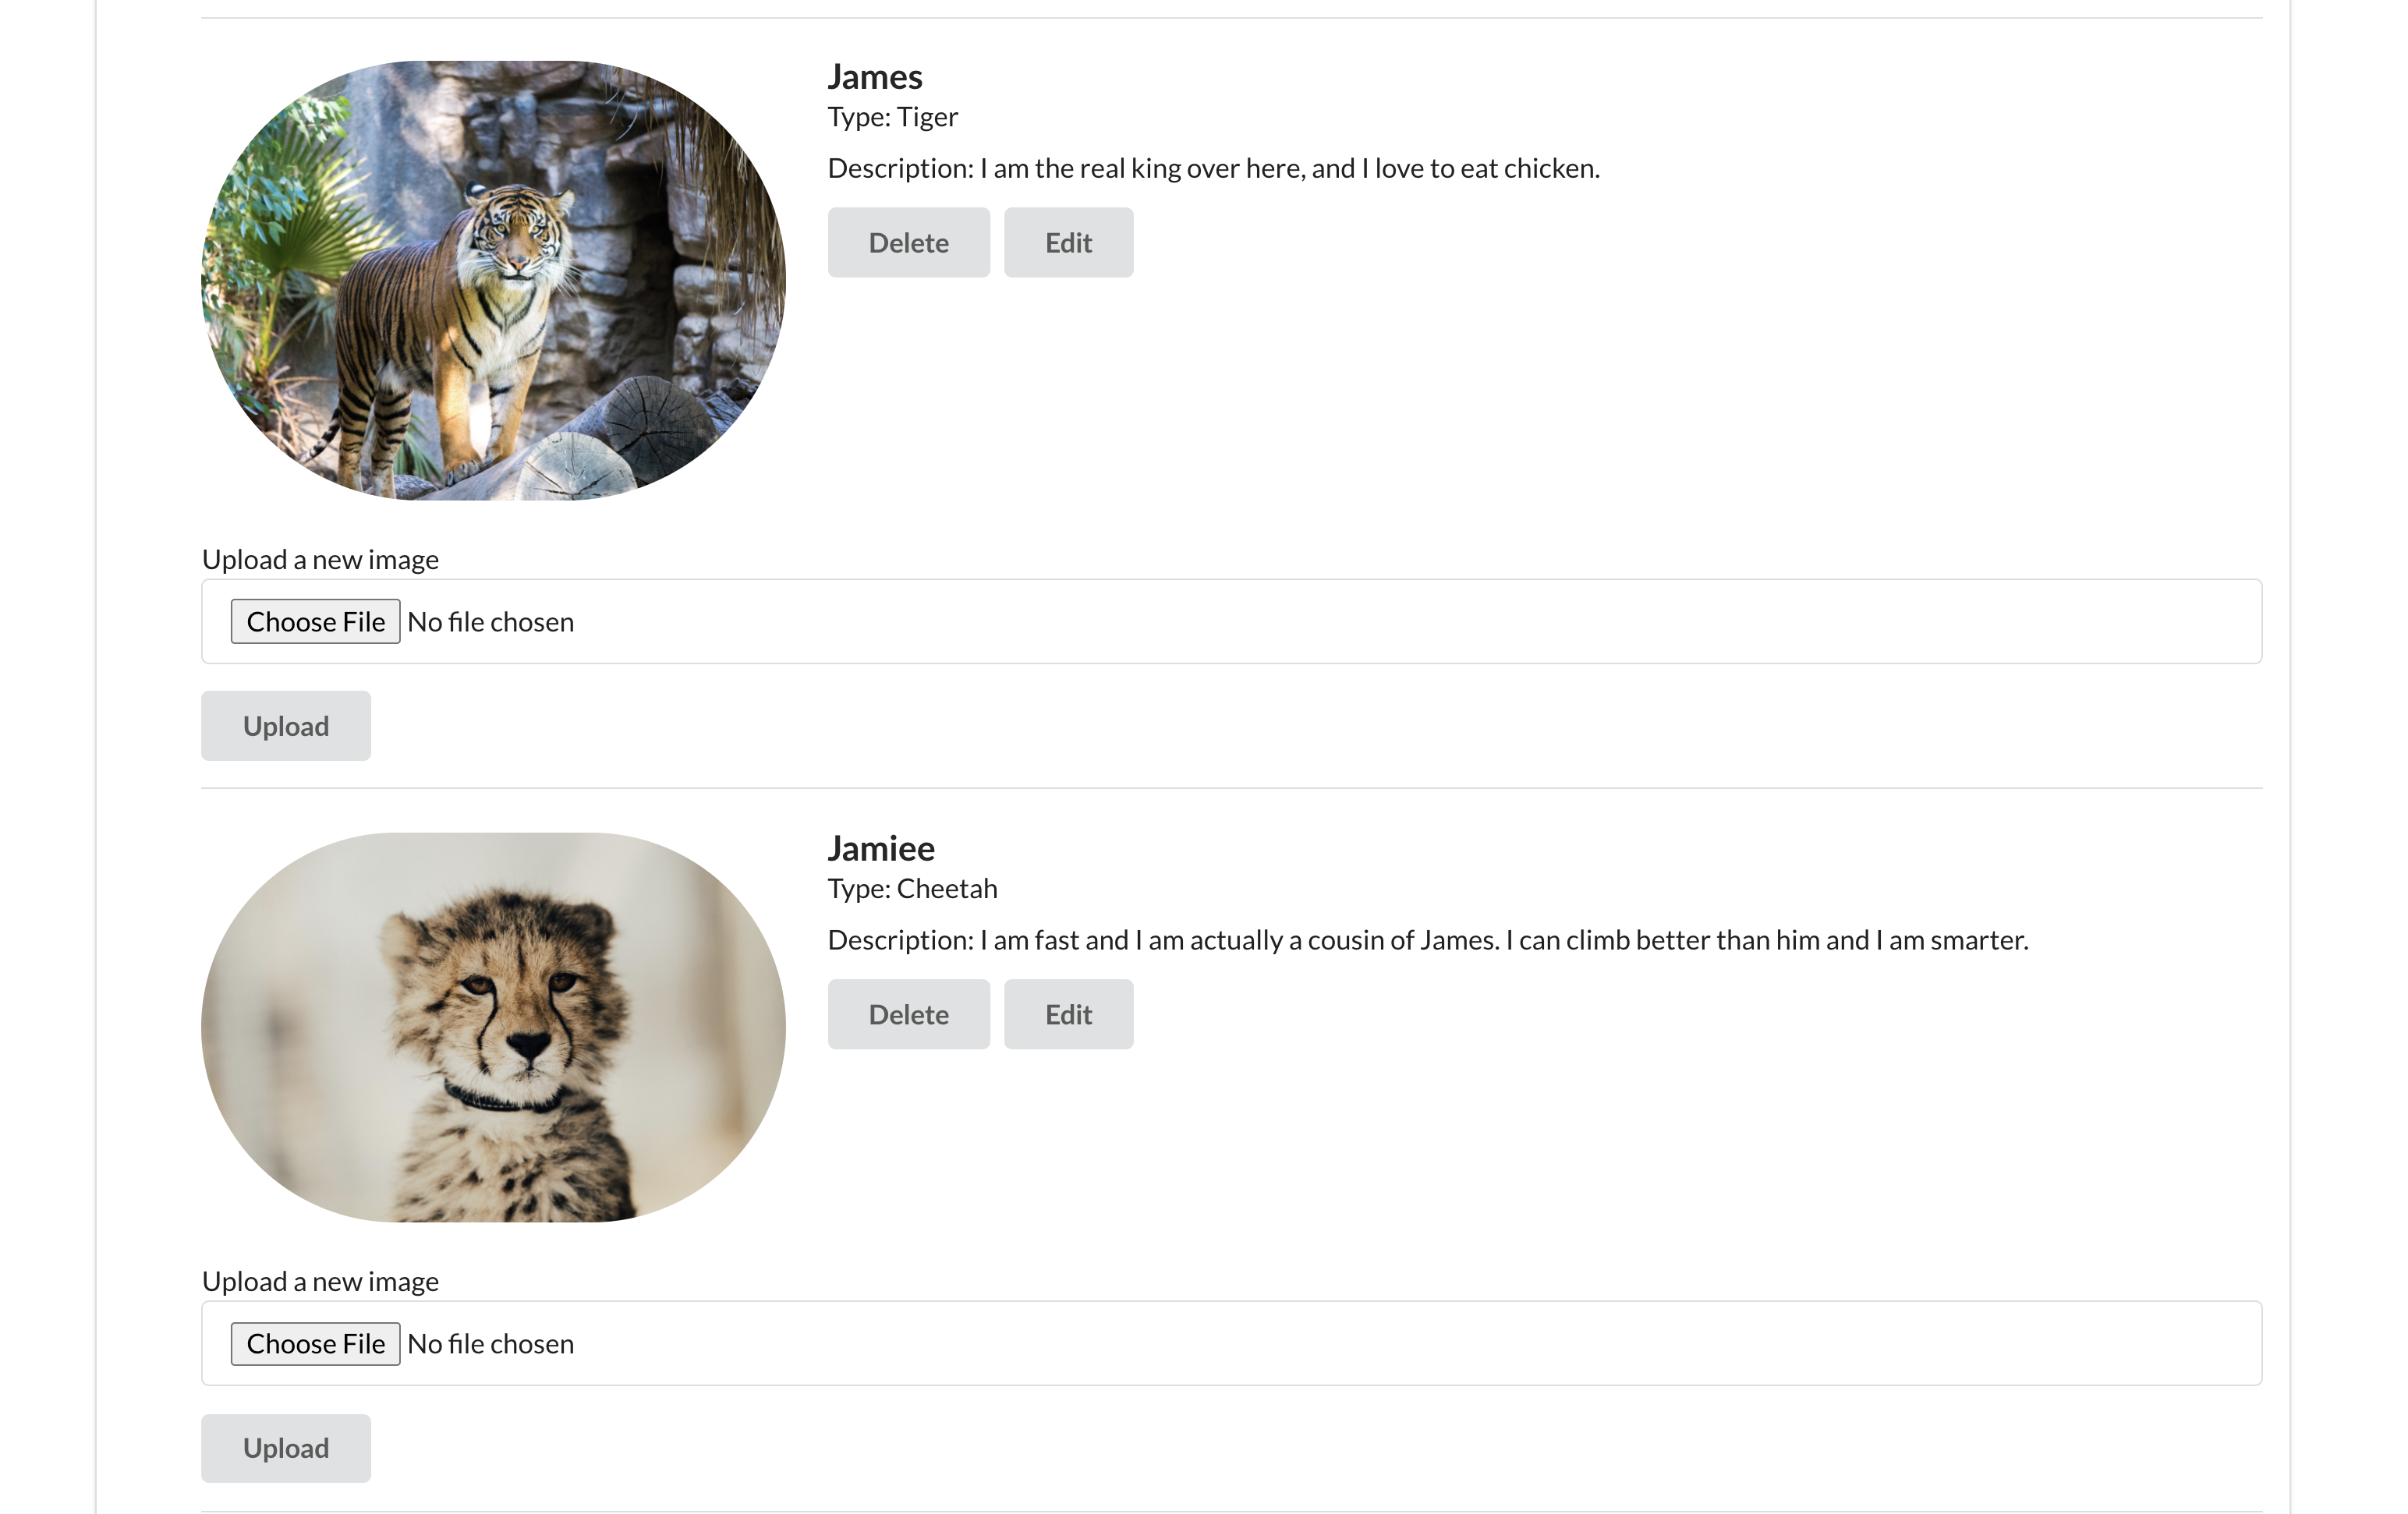 James
Type: Tiger
Description: I am the real king over here, and I love to eat chicken.
Delete Edit
Upload a new image
Choose File No file chosen
Upload
Jamiee
Type: Cheetah
Description: I am fast and I am actually a cousin of James. I can climb better than him and I am smarter.
Delete Edit
Upload a new image
Choose File No file chosen
Upload